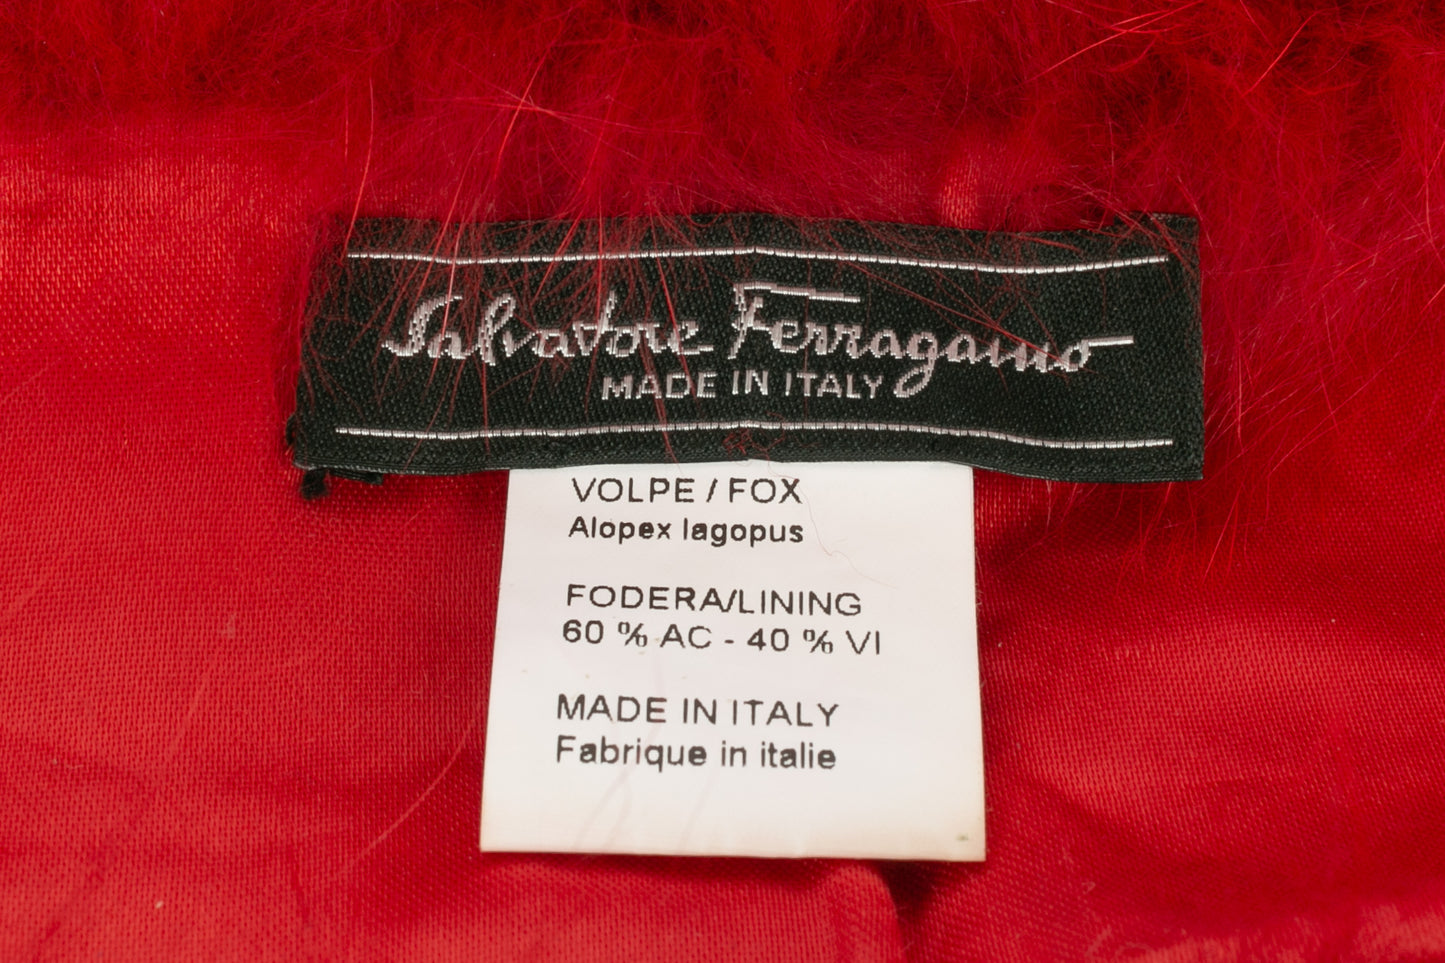 Salvatore Ferragamo
MADE IN ITALY
VOLPE / FOX
Alopex lagopus
FODERA/LINING
60 % AC - 40 % VI
MADE IN ITALY
Fabrique in italie